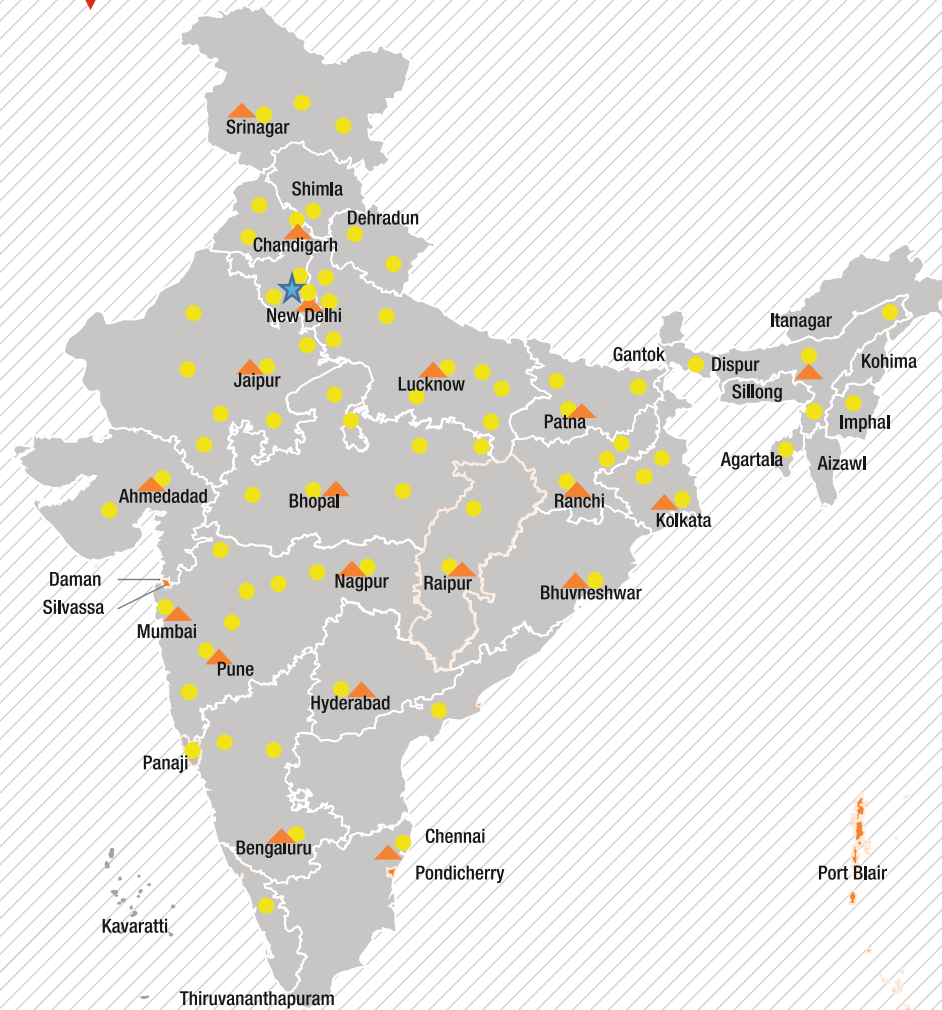 Srinagar
Shimla
Dehradun
Chandigarh
New Delhi
Itanagar
Gantok
Dispur
Kohima
Jaipur
Lucknow
Sillong
Patna
Imphal
Agartala
Aizawl
Ahmedadad
Bhopal
Ranchi
Kolkata
Daman
Nagpur
Raipur
Bhuvneshwar
Silvassa
Mumbai
Pune
Hyderabad
Panaji
Chennai
Bengaluru
Pondicherry
Port Blair
Kavaratti
Thiruvananthapuram